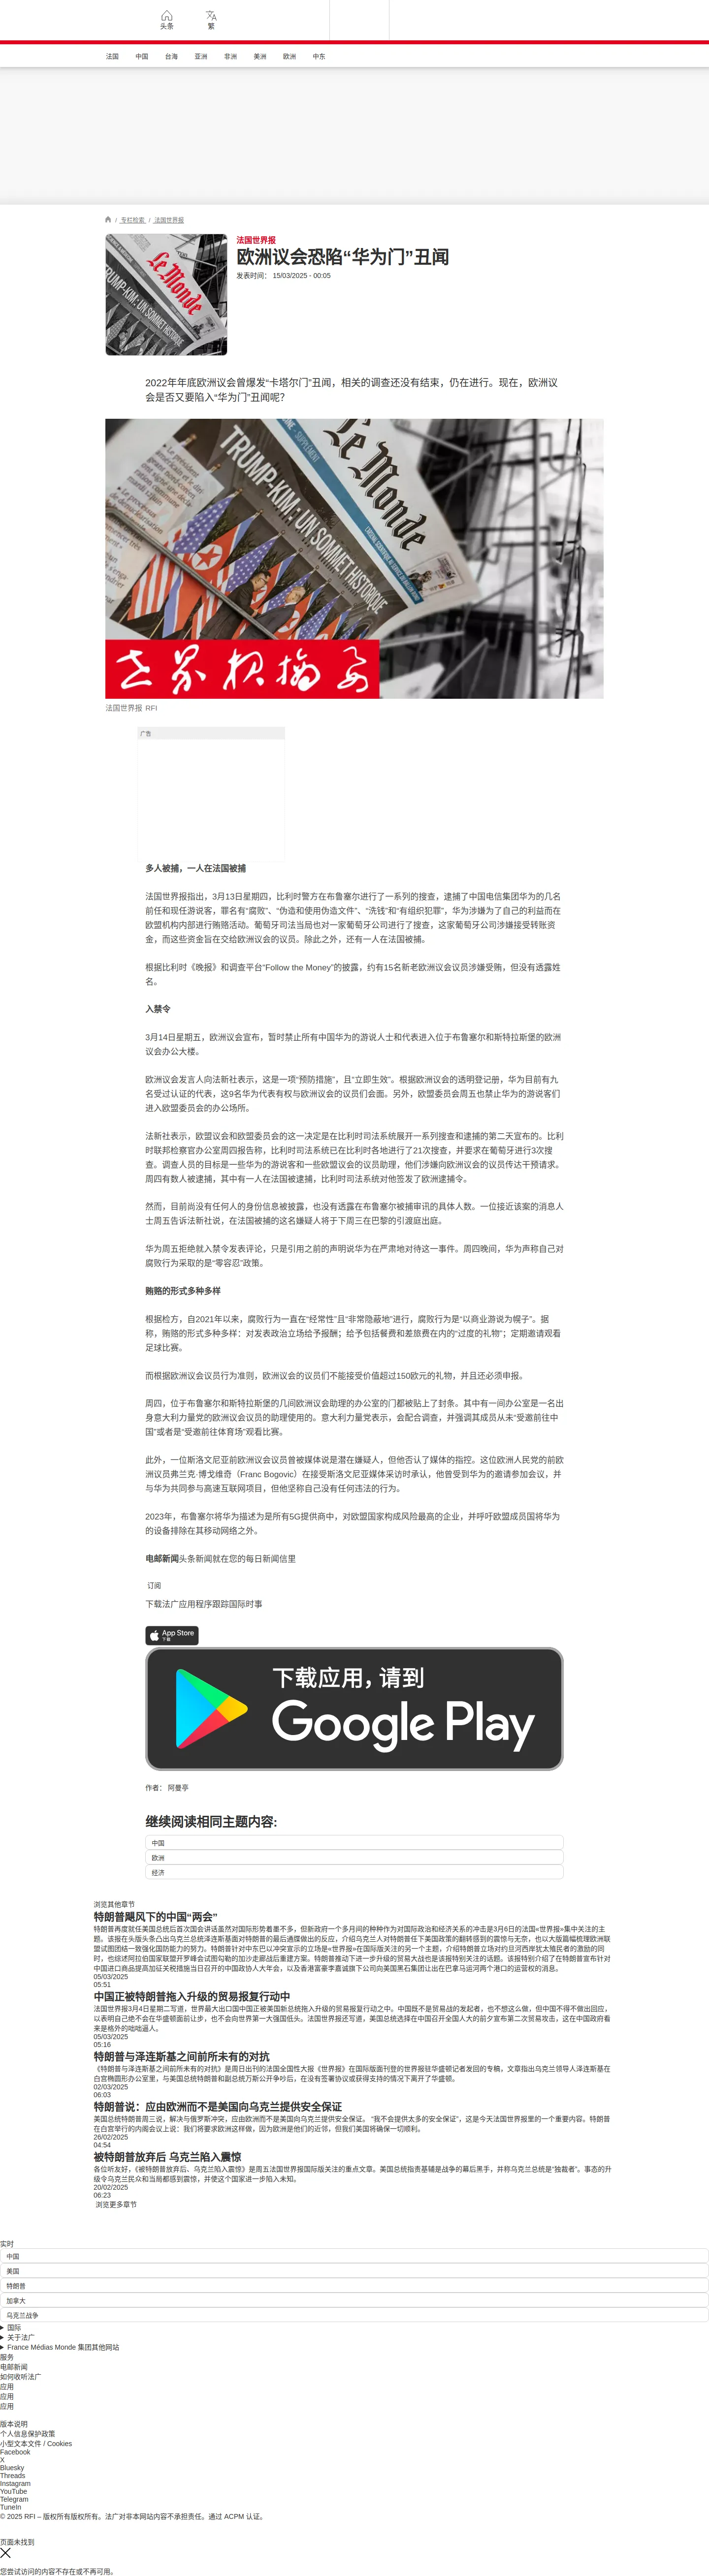 头条
繁
法国 中国 台海 亚洲 非洲 美洲 欧洲 中东
/ 专栏检索 / 法国世界报
法国世界报
欧洲议会恐陷“华为门”丑闻
发表时间： 15/03/2025 - 00:05
Le Monde
TRUMP-KIM : UN SOMMET HISTORIQUE
2022年年底欧洲议会曾爆发“卡塔尔门”丑闻，相关的调查还没有结束，仍在进行。现在，欧洲议
会是否又要陷入“华为门”丑闻呢？
Le Monde
TRUMP-KIM : UN SOMMET HISTORIQUE
世界报摘要
法国世界报 RFI
广告
多人被捕，一人在法国被捕
法国世界报指出，3月13日星期四，比利时警方在布鲁塞尔进行了一系列的搜查，逮捕了中国电信集团华为的几名
前任和现任游说客，罪名有“腐败”、“伪造和使用伪造文件”、“洗钱”和“有组织犯罪”，华为涉嫌为了自己的利益而在
欧盟机构内部进行贿赂活动。葡萄牙司法当局也对一家葡萄牙公司进行了搜查，这家葡萄牙公司涉嫌接受转账资
金，而这些资金旨在交给欧洲议会的议员。除此之外，还有一人在法国被捕。
根据比利时《晚报》和调查平台“Follow the Money”的披露，约有15名新老欧洲议会议员涉嫌受贿，但没有透露姓
名。
入禁令
3月14日星期五，欧洲议会宣布，暂时禁止所有中国华为的游说人士和代表进入位于布鲁塞尔和斯特拉斯堡的欧洲
议会办公大楼。
欧洲议会发言人向法新社表示，这是一项“预防措施”，且“立即生效”。根据欧洲议会的透明登记册，华为目前有九
名受过认证的代表，这9名华为代表有权与欧洲议会的议员们会面。另外，欧盟委员会周五也禁止华为的游说客们
进入欧盟委员会的办公场所。
法新社表示，欧盟议会和欧盟委员会的这一决定是在比利时司法系统展开一系列搜查和逮捕的第二天宣布的。比利
时联邦检察官办公室周四报告称，比利时司法系统已在比利时各地进行了21次搜查，并要求在葡萄牙进行3次搜
查。调查人员的目标是一些华为的游说客和一些欧盟议会的议员助理，他们涉嫌向欧洲议会的议员传达干预请求。
周四有数人被逮捕，其中有一人在法国被逮捕，比利时司法系统对他签发了欧洲逮捕令。
然而，目前尚没有任何人的身份信息被披露，也没有透露在布鲁塞尔被捕审讯的具体人数。一位接近该案的消息人
士周五告诉法新社说，在法国被捕的这名嫌疑人将于下周三在巴黎的引渡庭出庭。
华为周五拒绝就入禁令发表评论，只是引用之前的声明说华为在严肃地对待这一事件。周四晚间，华为声称自己对
腐败行为采取的是“零容忍”政策。
贿赂的形式多种多样
根据检方，自2021年以来，腐败行为一直在“经常性”且“非常隐蔽地”进行，腐败行为是“以商业游说为幌子”。据
称，贿赂的形式多种多样：对发表政治立场给予报酬；给予包括餐费和差旅费在内的“过度的礼物”；定期邀请观看
足球比赛。
而根据欧洲议会议员行为准则，欧洲议会的议员们不能接受价值超过150欧元的礼物，并且还必须申报。
周四，位于布鲁塞尔和斯特拉斯堡的几间欧洲议会助理的办公室的门都被贴上了封条。其中有一间办公室是一名出
身意大利力量党的欧洲议会议员的助理使用的。意大利力量党表示，会配合调查，并强调其成员从未“受邀前往中
国”或者是“受邀前往体育场”观看比赛。
此外，一位斯洛文尼亚前欧洲议会议员曾被媒体说是潜在嫌疑人，但他否认了媒体的指控。这位欧洲人民党的前欧
洲议员弗兰克·博戈维奇（Franc Bogovic）在接受斯洛文尼亚媒体采访时承认，他曾受到华为的邀请参加会议，并
与华为共同参与高速互联网项目，但他坚称自己没有任何违法的行为。
2023年，布鲁塞尔将华为描述为是所有5G提供商中，对欧盟国家构成风险最高的企业，并呼吁欧盟成员国将华为
的设备排除在其移动网络之外。
电邮新闻头条新闻就在您的每日新闻信里
订阅
下载法广应用程序跟踪国际时事
App Store
下载
下载应用，请到
Google Play
作者： 阿曼亭
继续阅读相同主题内容:
中国
欧洲
经济
浏览其他章节
特朗普飓风下的中国“两会”
特朗普再度就任美国总统后首次国会讲话虽然对国际形势着墨不多，但新政府一个多月间的种种作为对国际政治和经济关系的冲击是3月6日的法国«世界报»集中关注的主
题。该报在头版头条凸出乌克兰总统泽连斯基面对特朗普的最后通牒做出的反应，介绍乌克兰人对特朗普任下美国政策的翻转感到的震惊与无奈，也以大版篇幅梳理欧洲联
盟试图团结一致强化国防能力的努力。特朗普针对中东巴以冲突宣示的立场是«世界报»在国际版关注的另一个主题，介绍特朗普立场对约旦河西岸犹太殖民者的激励的同
时，也综述阿拉伯国家联盟开罗峰会试图勾勒的加沙走廊战后重建方案。特朗普推动下进一步升级的贸易大战也是该报特别关注的话题。该报特别介绍了在特朗普宣布针对
中国进口商品提高加征关税措施当日召开的中国政协人大年会，以及香港富豪李嘉诚旗下公司向美国黑石集团让出在巴拿马运河两个港口的运营权的消息。
05/03/2025
05:51
中国正被特朗普拖入升级的贸易报复行动中
法国世界报3月4日星期二写道，世界最大出口国中国正被美国新总统拖入升级的贸易报复行动之中。中国既不是贸易战的发起者，也不想这么做，但中国不得不做出回应，
以表明自己绝不会在华盛顿面前让步，也不会向世界第一大强国低头。法国世界报还写道，美国总统选择在中国召开全国人大的前夕宣布第二次贸易攻击，这在中国政府看
来是格外的咄咄逼人。
05/03/2025
05:16
特朗普与泽连斯基之间前所未有的对抗
《特朗普与泽连斯基之间前所未有的对抗》是周日出刊的法国全国性大报《世界报》在国际版面刊登的世界报驻华盛顿记者发回的专稿，文章指出乌克兰领导人泽连斯基在
白宫椭圆形办公室里，与美国总统特朗普和副总统万斯公开争吵后，在没有签署协议或获得支持的情况下离开了华盛顿。
02/03/2025
06:03
特朗普说：应由欧洲而不是美国向乌克兰提供安全保证
美国总统特朗普周三说，解决与俄罗斯冲突，应由欧洲而不是美国向乌克兰提供安全保证。 “我不会提供太多的安全保证”，这是今天法国世界报里的一个重要内容。特朗普
在白宫举行的内阁会议上说：我们将要求欧洲这样做，因为欧洲是他们的近邻，但我们美国将确保一切顺利。
26/02/2025
04:54
被特朗普放弃后 乌克兰陷入震惊
各位听友好，《被特朗普放弃后、乌克兰陷入震惊》是周五法国世界报国际版关注的重点文章。美国总统指责基辅是战争的幕后黑手，并称乌克兰总统是“独裁者”。事态的升
级令乌克兰民众和当局都感到震惊，并使这个国家进一步陷入未知。
20/02/2025
06:23
浏览更多章节
实时
中国
美国
特朗普
加拿大
乌克兰战争
国际
关于法广
France Médias Monde 集团其他网站
服务
电邮新闻
如何收听法广
应用
应用
应用
版本说明
个人信息保护政策
小型文本文件 / Cookies
Facebook
X
Bluesky
Threads
Instagram
YouTube
Telegram
TuneIn
© 2025 RFI – 版权所有版权所有。法广对非本网站内容不承担责任。通过 ACPM 认证。
页面未找到
您尝试访问的内容不存在或不再可用。